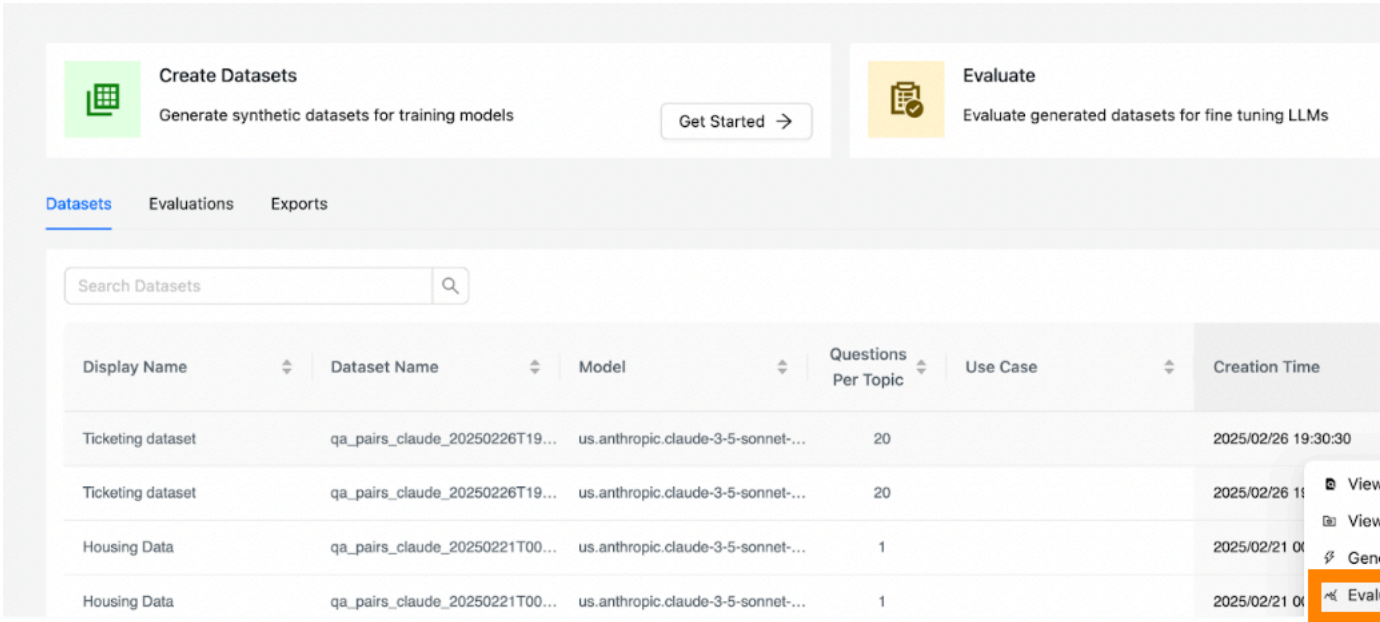 Create Datasets
Generate synthetic datasets for training models
Get Started
Evaluate
Evaluate generated datasets for fine tuning LLMs
Datasets Evaluations Exports
Search Datasets
Display Name Dataset Name Model Questions Per Topic Use Case Creation Time
Ticketing dataset qa_pairs_claude_20250226T19... us.anthropic.claude-3-5-sonnet-... 20 2025/02/26 19:30:30
Ticketing dataset qa_pairs_claude_20250226T19... us.anthropic.claude-3-5-sonnet-... 20 2025/02/26 19
View
Housing Data qa_pairs_claude_20250221T00... us.anthropic.claude-3-5-sonnet-... 1 2025/02/21 00
View
Housing Data qa_pairs_claude_20250221T00... us.anthropic.claude-3-5-sonnet-... 1 2025/02/21 00